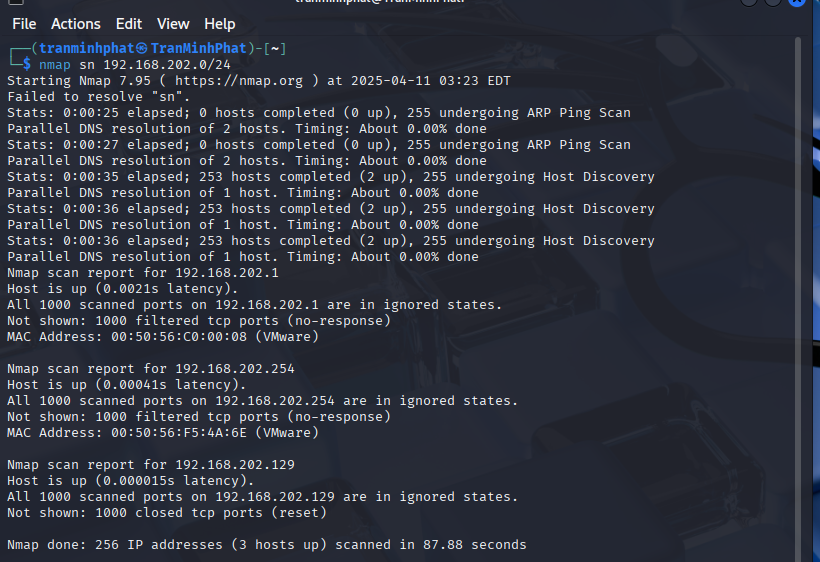 File Actions Edit View Help
┌──(tranminhphat㉿TranMinhPhat)-[~]
└─$ nmap sn 192.168.202.0/24
Starting Nmap 7.95 ( https://nmap.org ) at 2025-04-11 03:23 EDT
Failed to resolve "sn".
Stats: 0:00:25 elapsed; 0 hosts completed (0 up), 255 undergoing ARP Ping Scan
Parallel DNS resolution of 2 hosts. Timing: About 0.00% done
Stats: 0:00:27 elapsed; 0 hosts completed (0 up), 255 undergoing ARP Ping Scan
Parallel DNS resolution of 2 hosts. Timing: About 0.00% done
Stats: 0:00:35 elapsed; 253 hosts completed (2 up), 255 undergoing Host Discovery
Parallel DNS resolution of 1 host. Timing: About 0.00% done
Stats: 0:00:36 elapsed; 253 hosts completed (2 up), 255 undergoing Host Discovery
Parallel DNS resolution of 1 host. Timing: About 0.00% done
Stats: 0:00:36 elapsed; 253 hosts completed (2 up), 255 undergoing Host Discovery
Parallel DNS resolution of 1 host. Timing: About 0.00% done
Nmap scan report for 192.168.202.1
Host is up (0.0021s latency).
All 1000 scanned ports on 192.168.202.1 are in ignored states.
Not shown: 1000 filtered tcp ports (no-response)
MAC Address: 00:50:56:C0:00:08 (VMware)

Nmap scan report for 192.168.202.254
Host is up (0.00041s latency).
All 1000 scanned ports on 192.168.202.254 are in ignored states.
Not shown: 1000 filtered tcp ports (no-response)
MAC Address: 00:50:56:F5:4A:6E (VMware)

Nmap scan report for 192.168.202.129
Host is up (0.000015s latency).
All 1000 scanned ports on 192.168.202.129 are in ignored states.
Not shown: 1000 closed tcp ports (reset)

Nmap done: 256 IP addresses (3 hosts up) scanned in 87.88 seconds